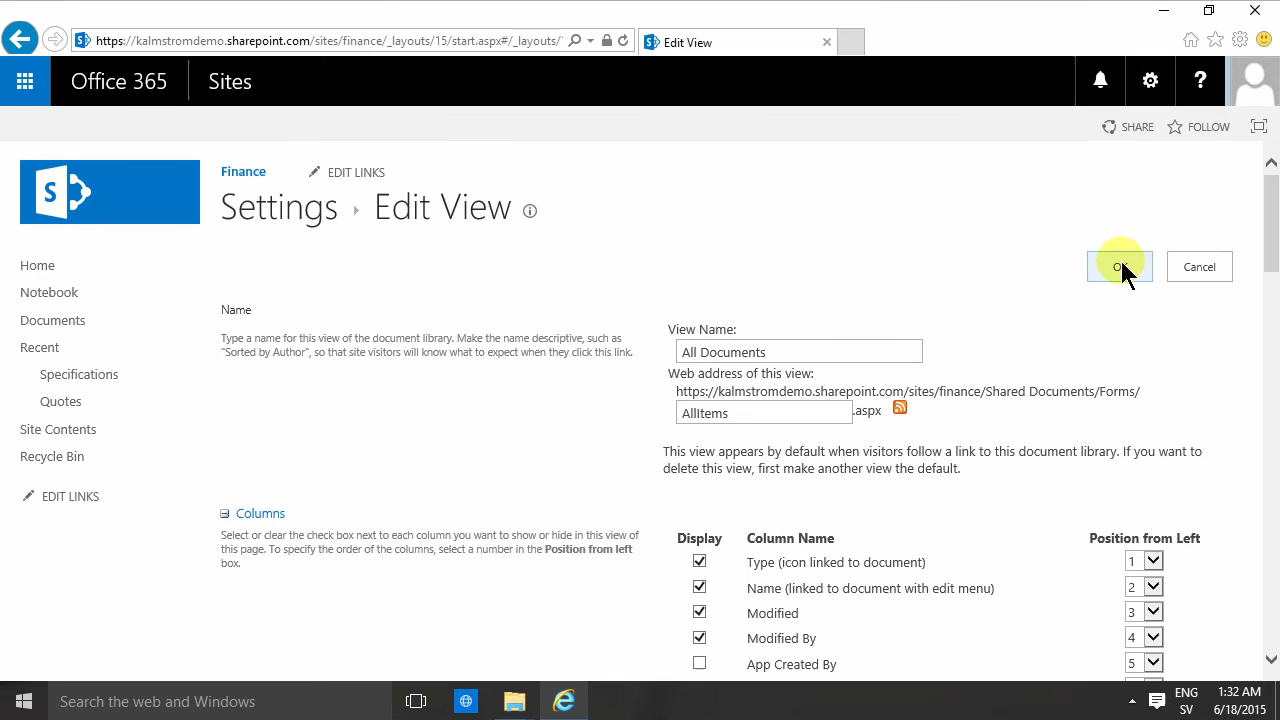 https://kalmstromdemo.sharepoint.com/sites/finance/_layouts/15/start.aspx#/_layouts/
Edit View
Office 365
Sites
SHARE
FOLLOW
Finance
EDIT LINKS
Settings
Edit View
Home
Notebook
Documents
Recent
Specifications
Quotes
Site Contents
Recycle Bin
EDIT LINKS
OK
Cancel
Name
Type a name for this view of the document library. Make the name descriptive, such as
"Sorted by Author", so that site visitors will know what to expect when they click this link.
View Name:
All Documents
Web address of this view:
https://kalmstromdemo.sharepoint.com/sites/finance/Shared Documents/Forms/
AllItems
.aspx
This view appears by default when visitors follow a link to this document library. If you want to
delete this view, first make another view the default.
Columns
Select or clear the check box next to each column you want to show or hide in this view of
this page. To specify the order of the columns, select a number in the Position from left
box.
Display Column Name Position from Left
Type (icon linked to document) 1
Name (linked to document with edit menu) 2
Modified 3
Modified By 4
App Created By 5
Search the web and Windows
ENG
SV
1:32 AM
6/18/2015